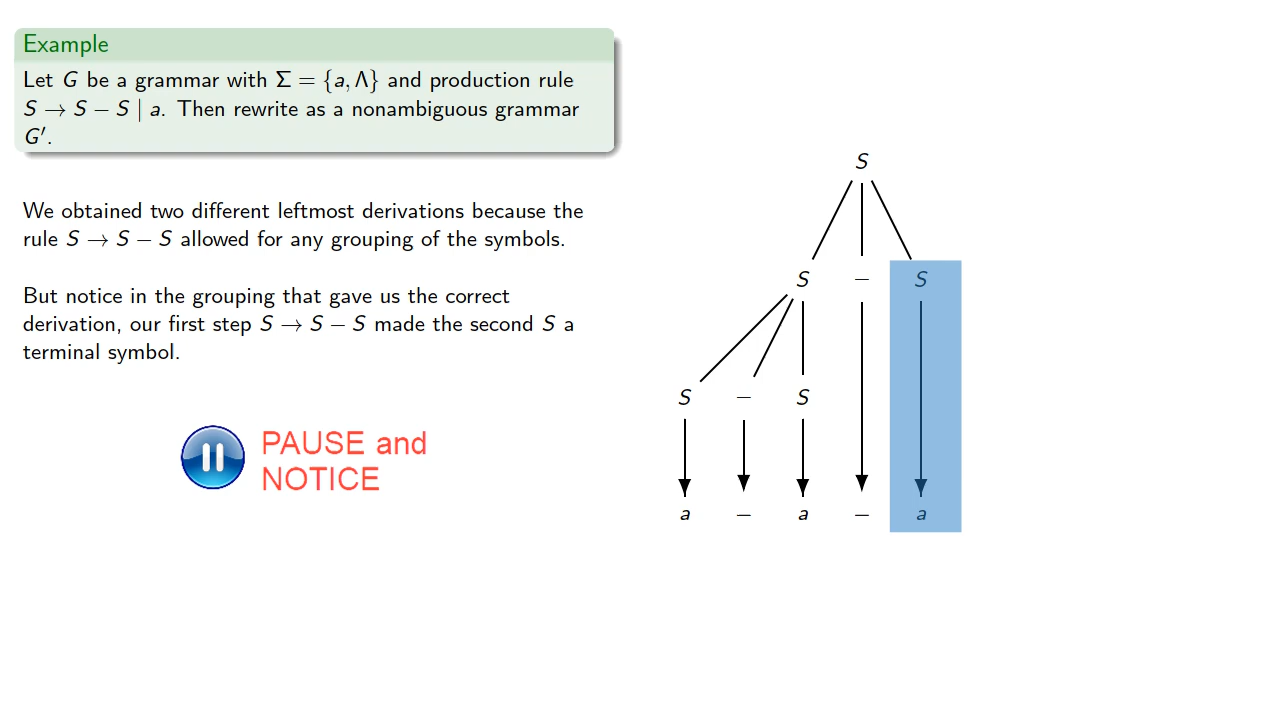 Example
Let G be a grammar with Σ = {a, Λ} and production rule
S → S − S | a. Then rewrite as a nonambiguous grammar
G′.
We obtained two different leftmost derivations because the
rule S → S − S allowed for any grouping of the symbols.
But notice in the grouping that gave us the correct
derivation, our first step S → S − S made the second S a
terminal symbol.
PAUSE and
NOTICE
S
S − S
S − S
a − a − a